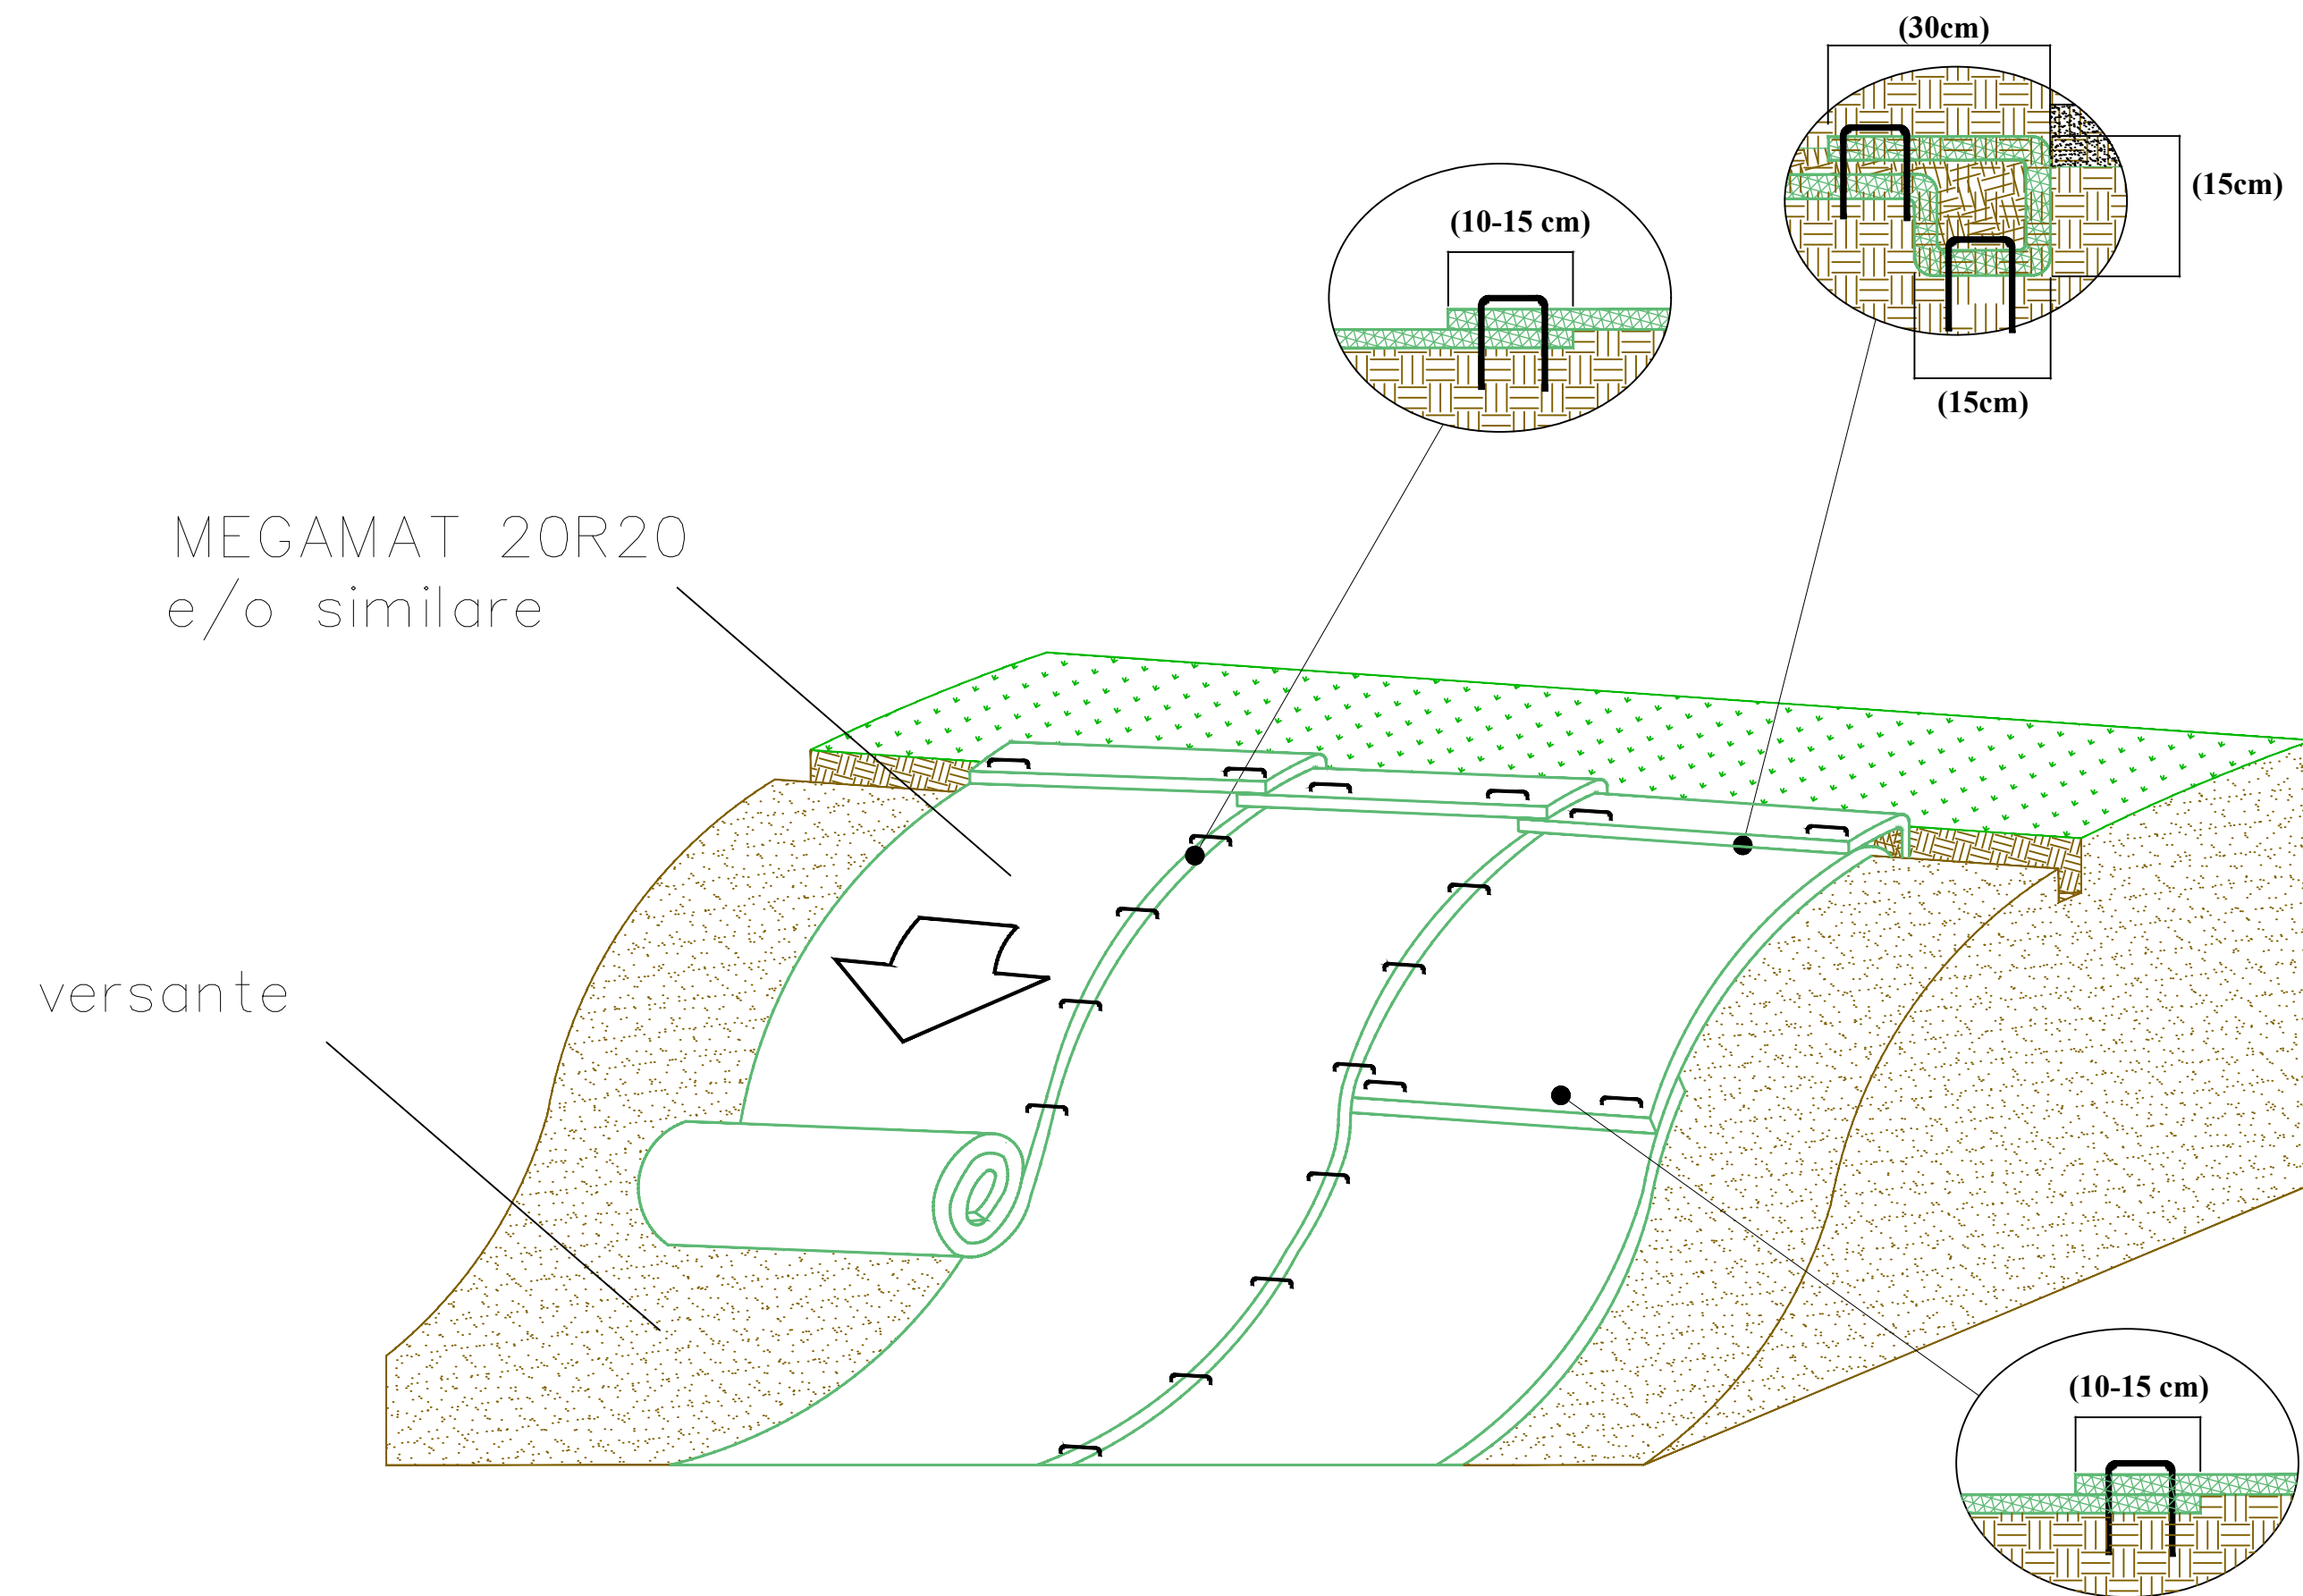 (30cm)
(15cm)
(10-15 cm)
(15cm)
MEGAMAT 20R20
e/o similare
versante
(10-15 cm)